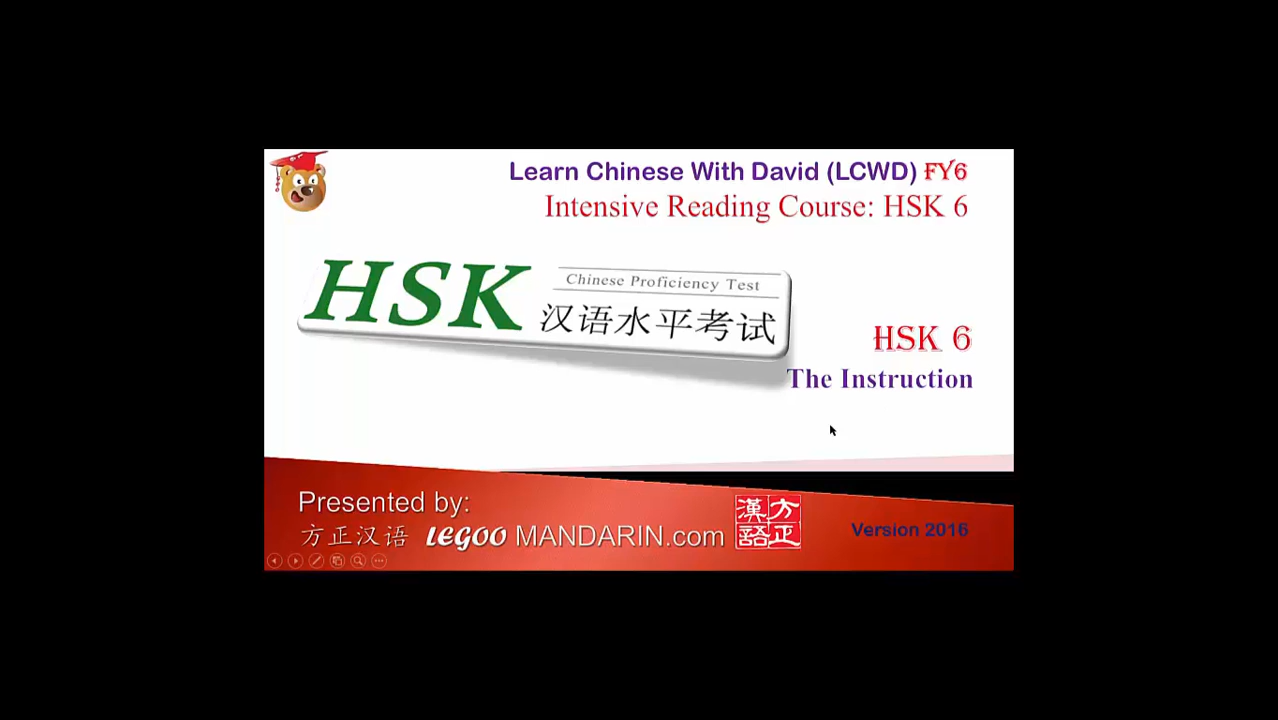 Learn Chinese With David (LCWD) FY6
Intensive Reading Course: HSK 6
HSK
Chinese Proficiency Test
汉语水平考试
HSK 6
The Instruction
Presented by:
方正汉语 LEGOO MANDARIN.com
漢語方正
Version 2016